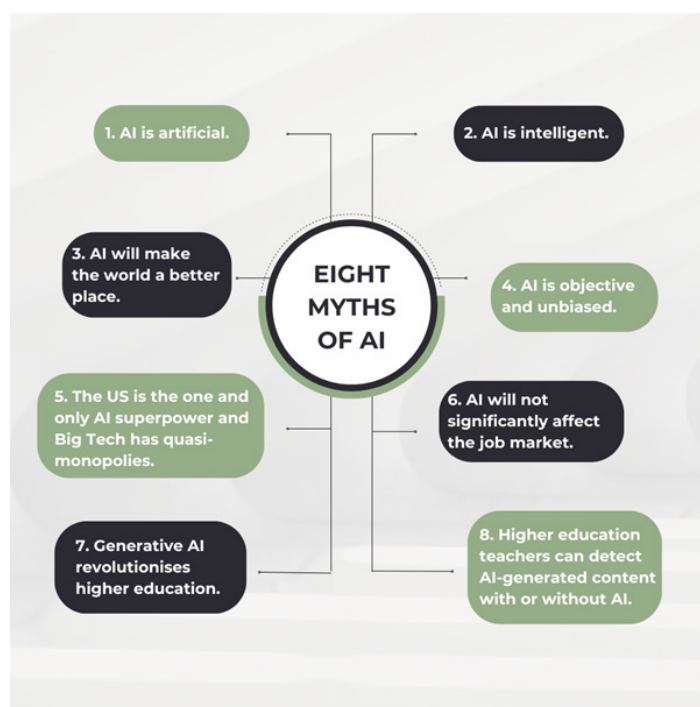 1. AI is artificial.
2. AI is intelligent.
EIGHT
MYTHS
OF AI
3. AI will make
the world a better
place.
4. AI is objective
and unbiased.
5. The US is the one and
only AI superpower and
Big Tech has quasi-
monopolies.
6. AI will not
significantly affect
the job market.
7. Generative AI
revolutionises
higher education.
8. Higher education
teachers can detect
AI-generated content
with or without AI.